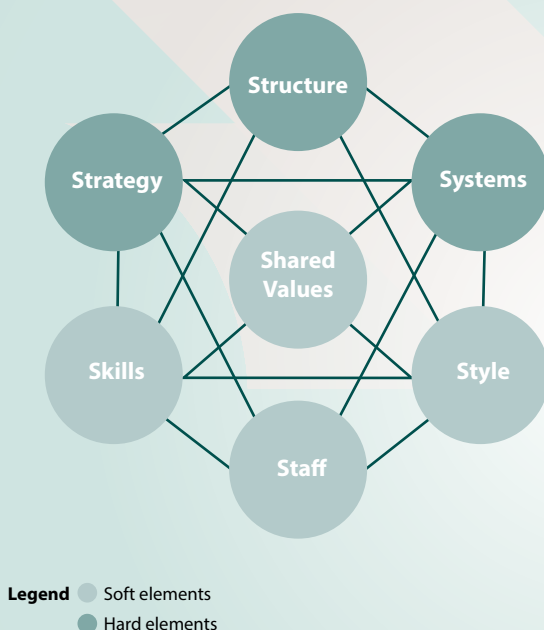 Structure
Strategy
Systems
Shared
Values
Skills
Style
Staff
Legend
Soft elements
Hard elements